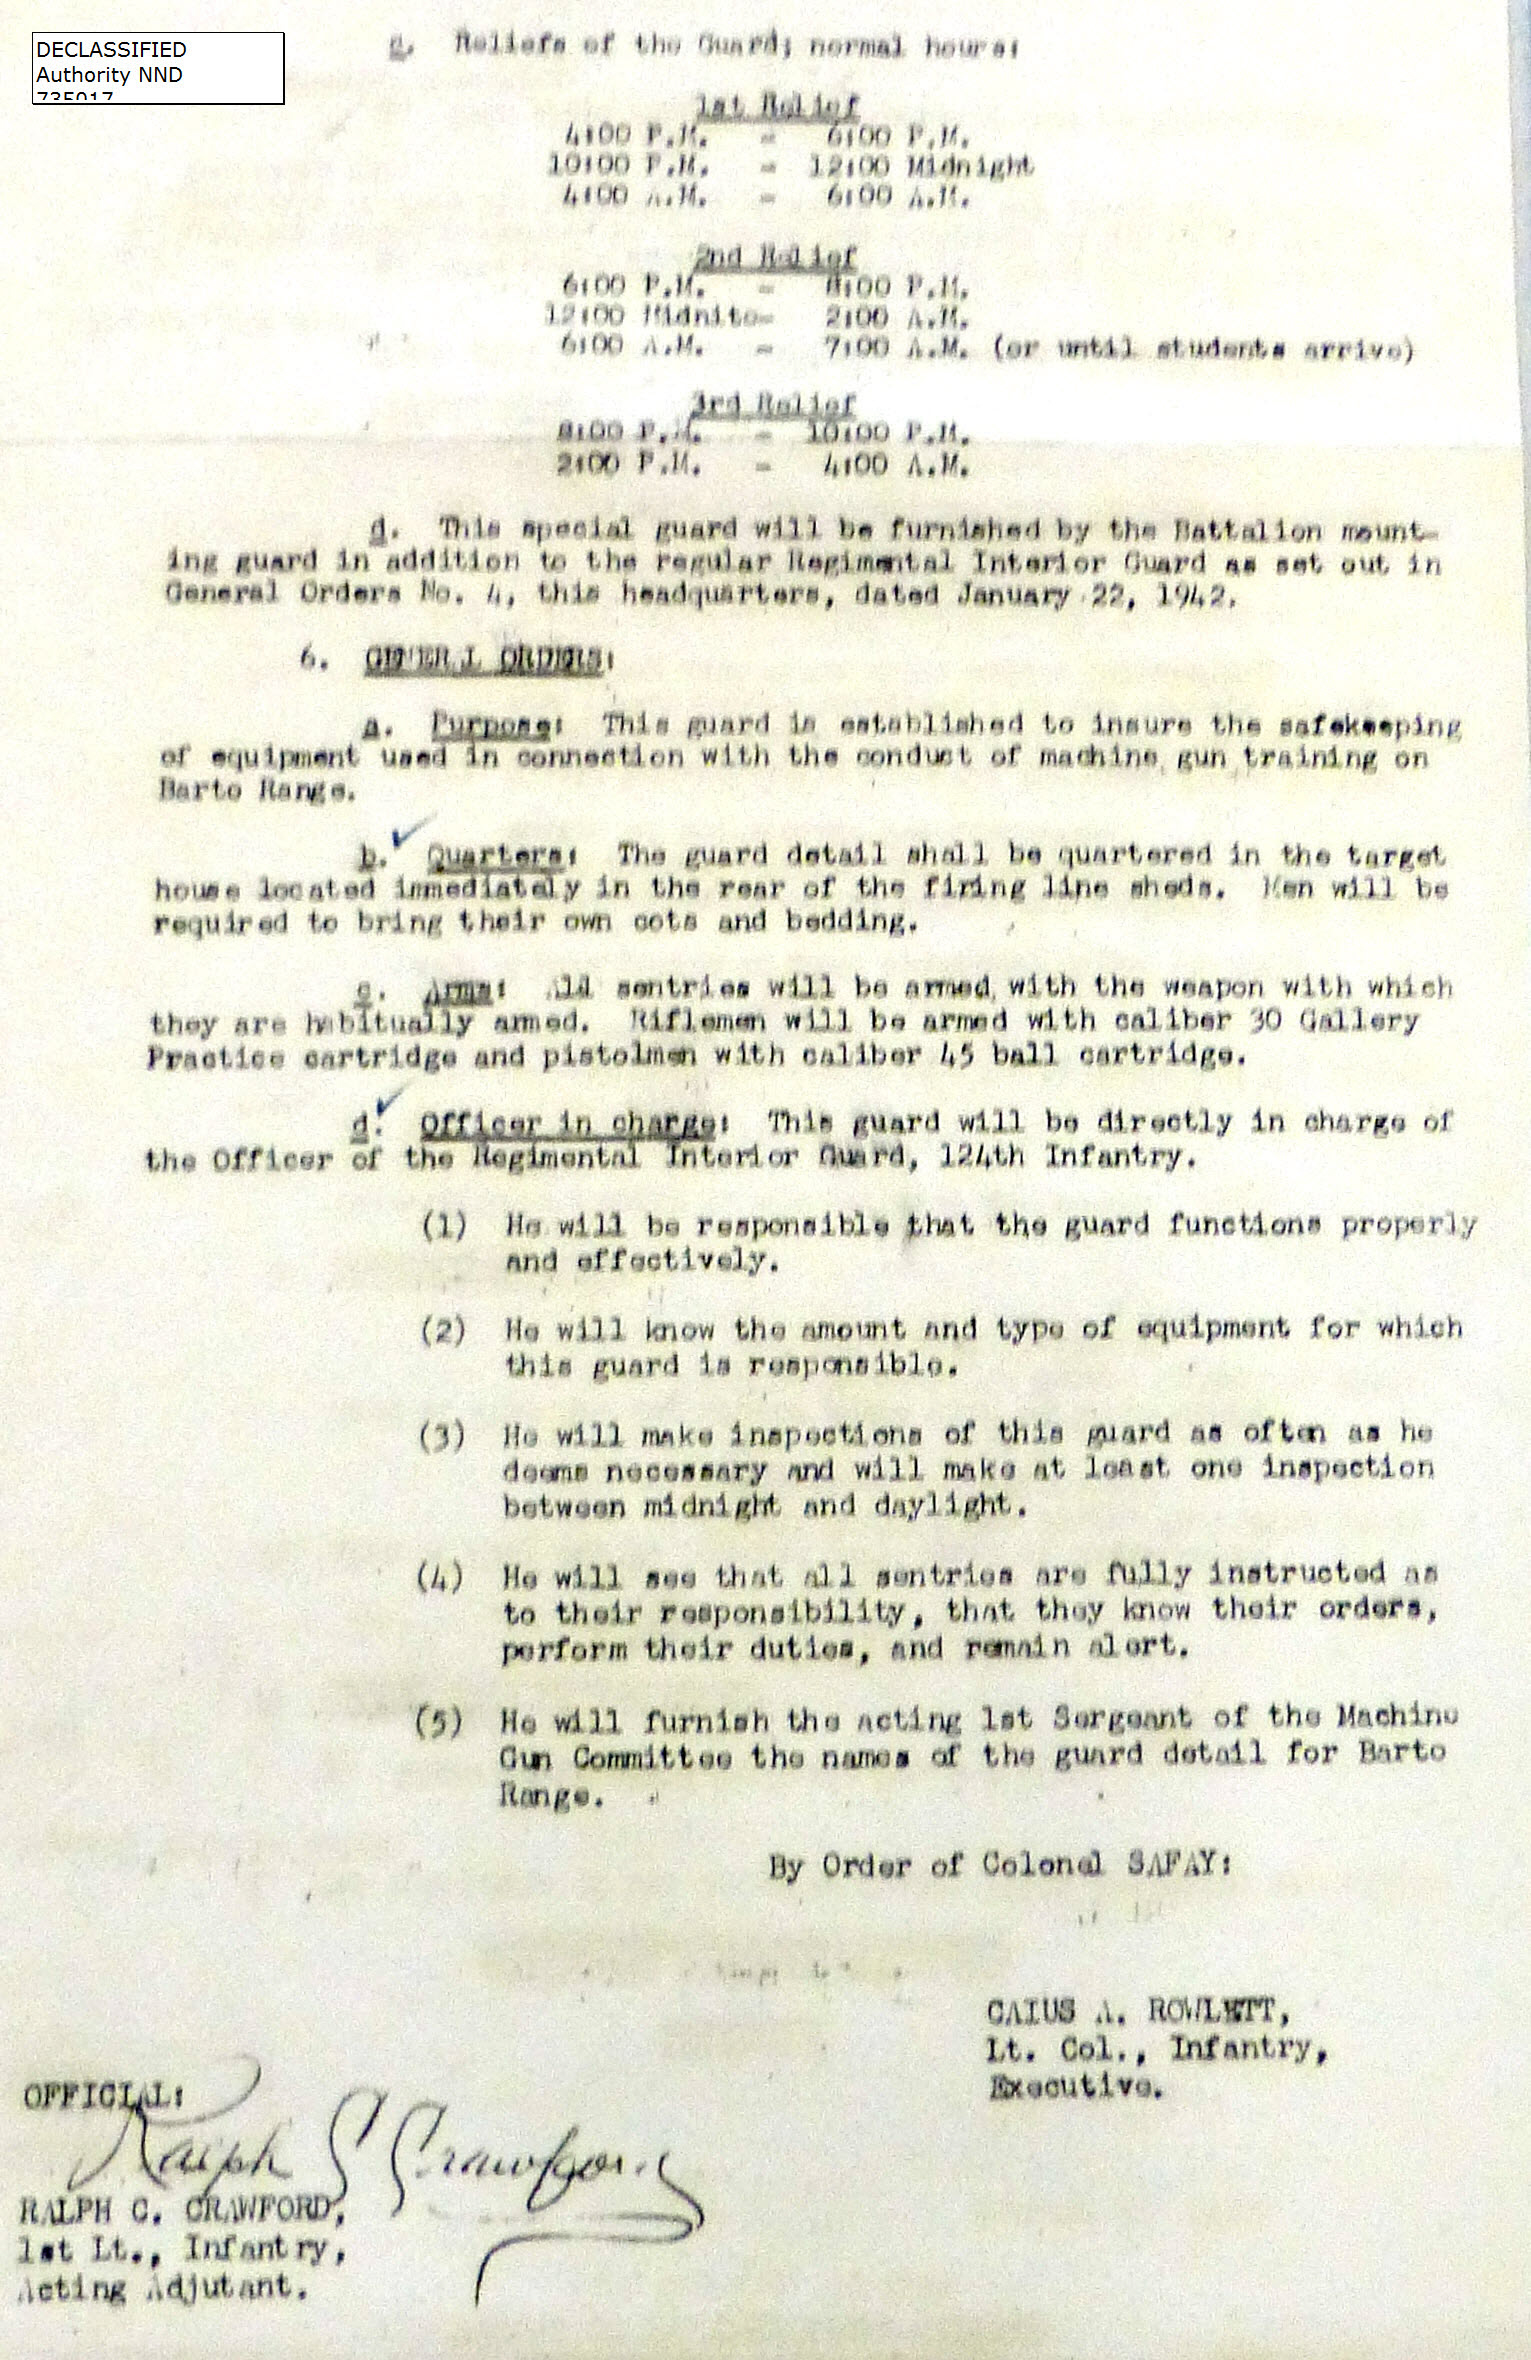 DECLASSIFIED
Authority NND
735017
c. Reliefs of the Guard; normal hours:
1st Relief
4:00 P.M. - 6:00 P.M.
10:00 P.M. - 12:00 Midnight
4:00 A.M. - 6:00 A.M.
2nd Relief
6:00 P.M. - 8:00 P.M.
12:00 Midnite- 2:00 A.M.
6:00 A.M. - 7:00 A.M. (or until students arrive)
3rd Relief
8:00 P.M. - 10:00 P.M.
2:00 P.M. - 4:00 A.M.
d. This special guard will be furnished by the Battalion mount-
ing guard in addition to the regular Regimental Interior Guard as set out in
General Orders No. 4, this headquarters, dated January 22, 1942.
6. GENERAL ORDERS:
a. Purpose: This guard is established to insure the safekeeping
of equipment used in connection with the conduct of machine gun training on
Barto Range.
b. Quarters: The guard detail shall be quartered in the target
house located immediately in the rear of the firing line sheds. Men will be
required to bring their own cots and bedding.
c. Arms: All sentries will be armed with the weapon with which
they are habitually armed. Riflemen will be armed with caliber 30 Gallery
Practice cartridge and pistolmen with caliber 45 ball cartridge.
d. Officer in charge: This guard will be directly in charge of
the Officer of the Regimental Interior Guard, 124th Infantry.
(1) He will be responsible that the guard functions properly
and effectively.
(2) He will know the amount and type of equipment for which
this guard is responsible.
(3) He will make inspections of this guard as often as he
deems necessary and will make at least one inspection
between midnight and daylight.
(4) He will see that all sentries are fully instructed as
to their responsibility, that they know their orders,
perform their duties, and remain alert.
(5) He will furnish the acting 1st Sergeant of the Machine
Gun Committee the names of the guard detail for Barto
Range.
By Order of Colonel SAFAY:
CAIUS A. ROWLETT,
Lt. Col., Infantry,
Executive.
OFFICIAL:
Ralph C Crawford
RALPH C. CRAWFORD,
1st Lt., Infantry,
Acting Adjutant.